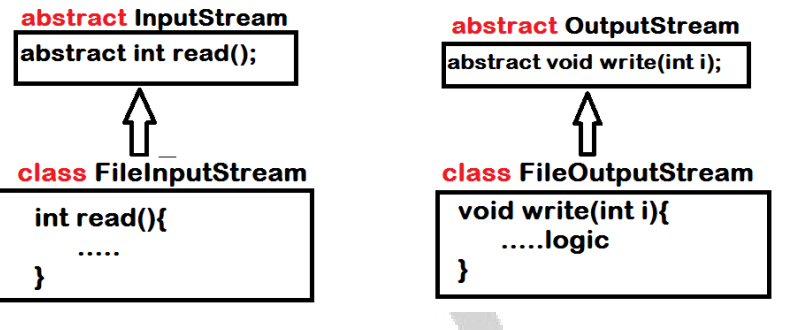 abstract InputStream
abstract int read();
class FileInputStream
int read(){
.....
}
abstract OutputStream
abstract void write(int i);
class FileOutputStream
void write(int i){
.....logic
}